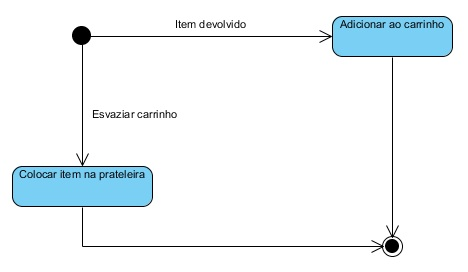 Item devolvido
Adicionar ao carrinho
Esvaziar carrinho
Colocar item na prateleira